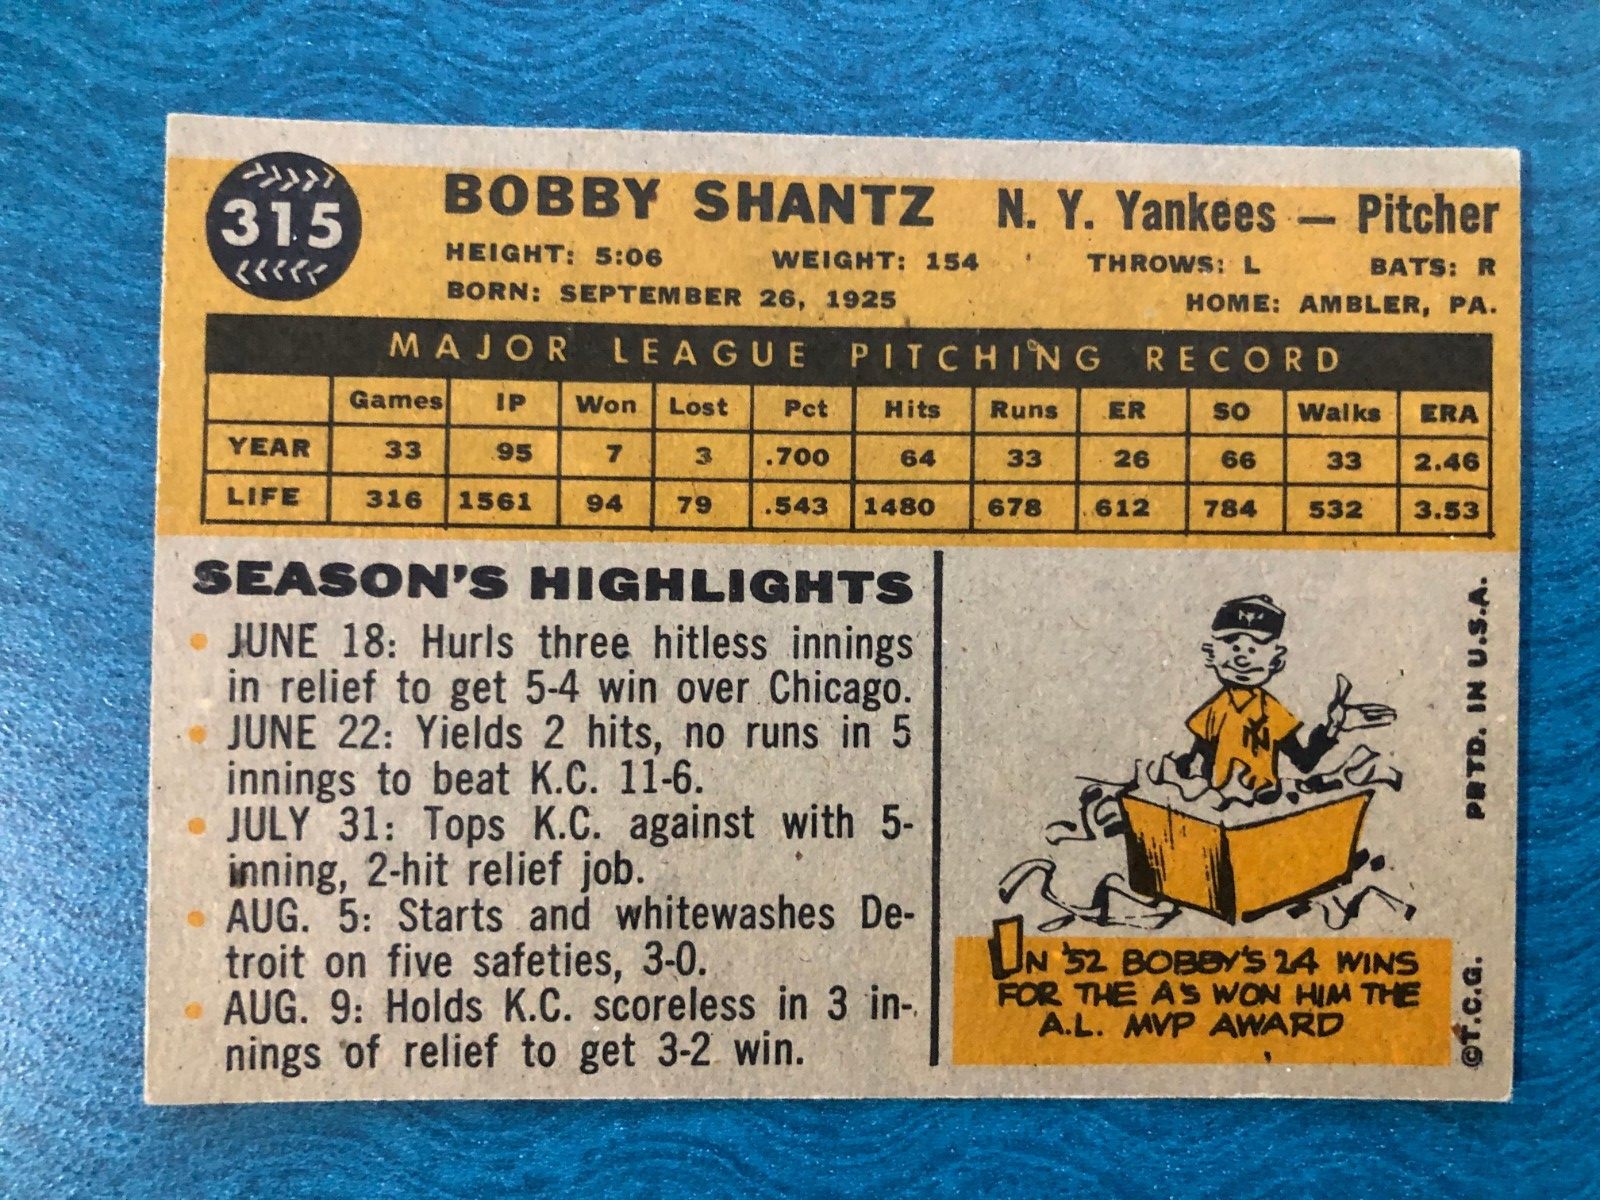 315
BOBBY SHANTZ N. Y. Yankees — Pitcher
HEIGHT: 5:06 WEIGHT: 154 THROWS: L BATS: R
BORN: SEPTEMBER 26, 1925 HOME: AMBLER, PA.
MAJOR LEAGUE PITCHING RECORD
Games IP Won Lost Pct Hits Runs ER SO Walks ERA
YEAR 33 95 7 3 .700 64 33 26 66 33 2.46
LIFE 316 1561 94 79 .543 1480 678 612 784 532 3.53
SEASON'S HIGHLIGHTS
• JUNE 18: Hurls three hitless innings
in relief to get 5-4 win over Chicago.
• JUNE 22: Yields 2 hits, no runs in 5
innings to beat K.C. 11-6.
• JULY 31: Tops K.C. against with 5-
inning, 2-hit relief job.
• AUG. 5: Starts and whitewashes De-
troit on five safeties, 3-0.
• AUG. 9: Holds K.C. scoreless in 3 in-
nings of relief to get 3-2 win.
NY
NY
IN '52 BOBBY'S 24 WINS
FOR THE A'S WON HIM THE
A.L. MVP AWARD
©T.C.G. PRTD. IN U.S.A.